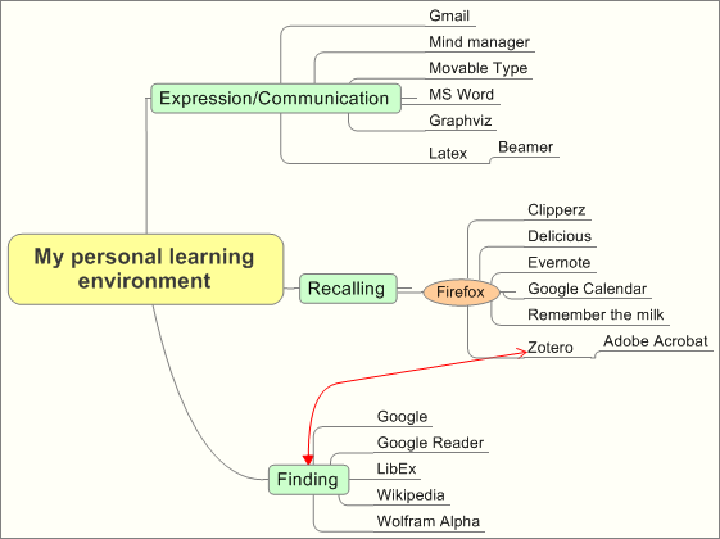 Gmail
Mind manager
Movable Type
Expression/Communication
MS Word
Graphviz
Latex
Beamer
Clipperz
Delicious
My personal learning
environment
Evernote
Recalling
Firefox
Google Calendar
Remember the milk
Zotero
Adobe Acrobat
Google
Google Reader
Finding
LibEx
Wikipedia
Wolfram Alpha